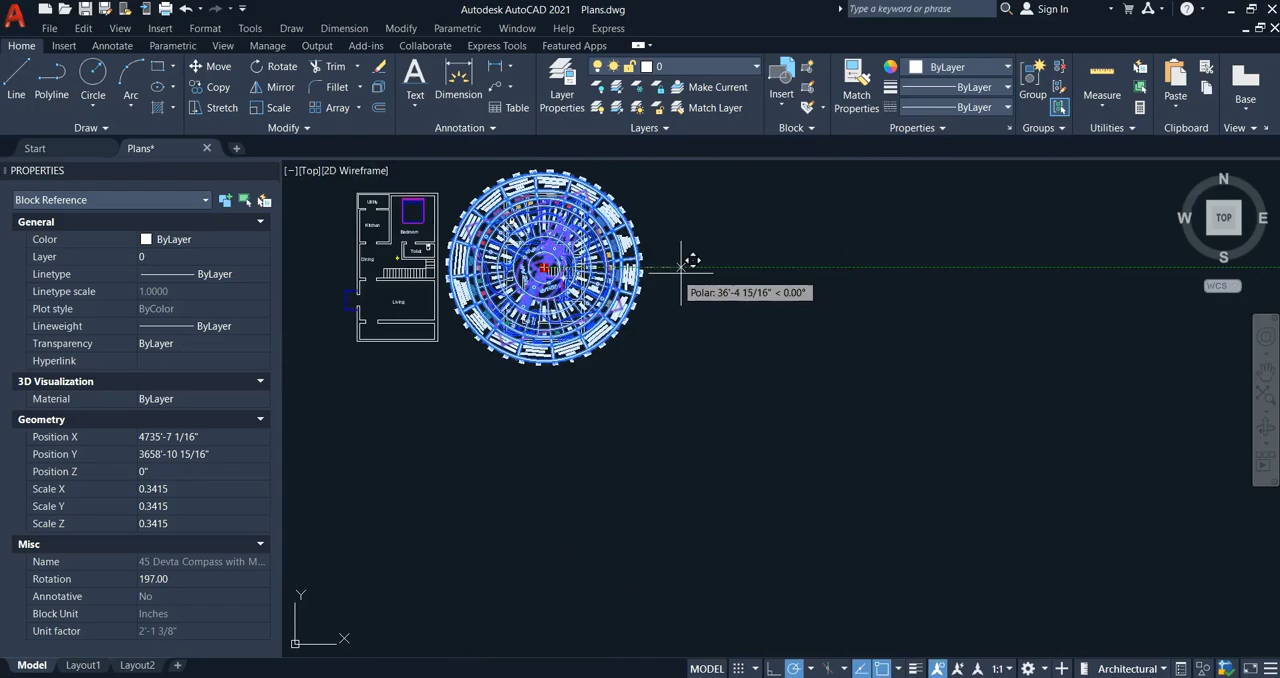 Autodesk AutoCAD 2021 Plans.dwg
Type a keyword or phrase
Sign In
File Edit View Insert Format Tools Draw Dimension Modify Parametric Window Help Express
Home Insert Annotate Parametric View Manage Output Add-ins Collaborate Express Tools Featured Apps
Line Polyline Circle Arc
Move Rotate Trim
Copy Mirror Fillet
Stretch Scale Array
Text Dimension
Table
Layer
Properties
0
Make Current
Match Layer
Insert
Match
Properties
ByLayer
ByLayer
ByLayer
Group
Measure
Paste
Base
Draw Modify Annotation Layers Block Properties Groups Utilities Clipboard View
Start Plans*
PROPERTIES
[−][Top][2D Wireframe]
Block Reference
General
Color ByLayer
Layer 0
Linetype ByLayer
Linetype scale 1.0000
Plot style ByColor
Lineweight ByLayer
Transparency ByLayer
Hyperlink
3D Visualization
Material ByLayer
Geometry
Position X 4735'-7 1/16"
Position Y 3658'-10 15/16"
Position Z 0"
Scale X 0.3415
Scale Y 0.3415
Scale Z 0.3415
Misc
Name 45 Devta Compass with M...
Rotation 197.00
Annotative No
Block Unit Inches
Unit factor 2'-1 3/8"
Utility
Kitchen
Bedroom
Toilet
Dining
Living
Polar: 36'-4 15/16" < 0.00°
N
W TOP E
S
WCS
Y
X
Model Layout1 Layout2
MODEL 1:1 Architectural